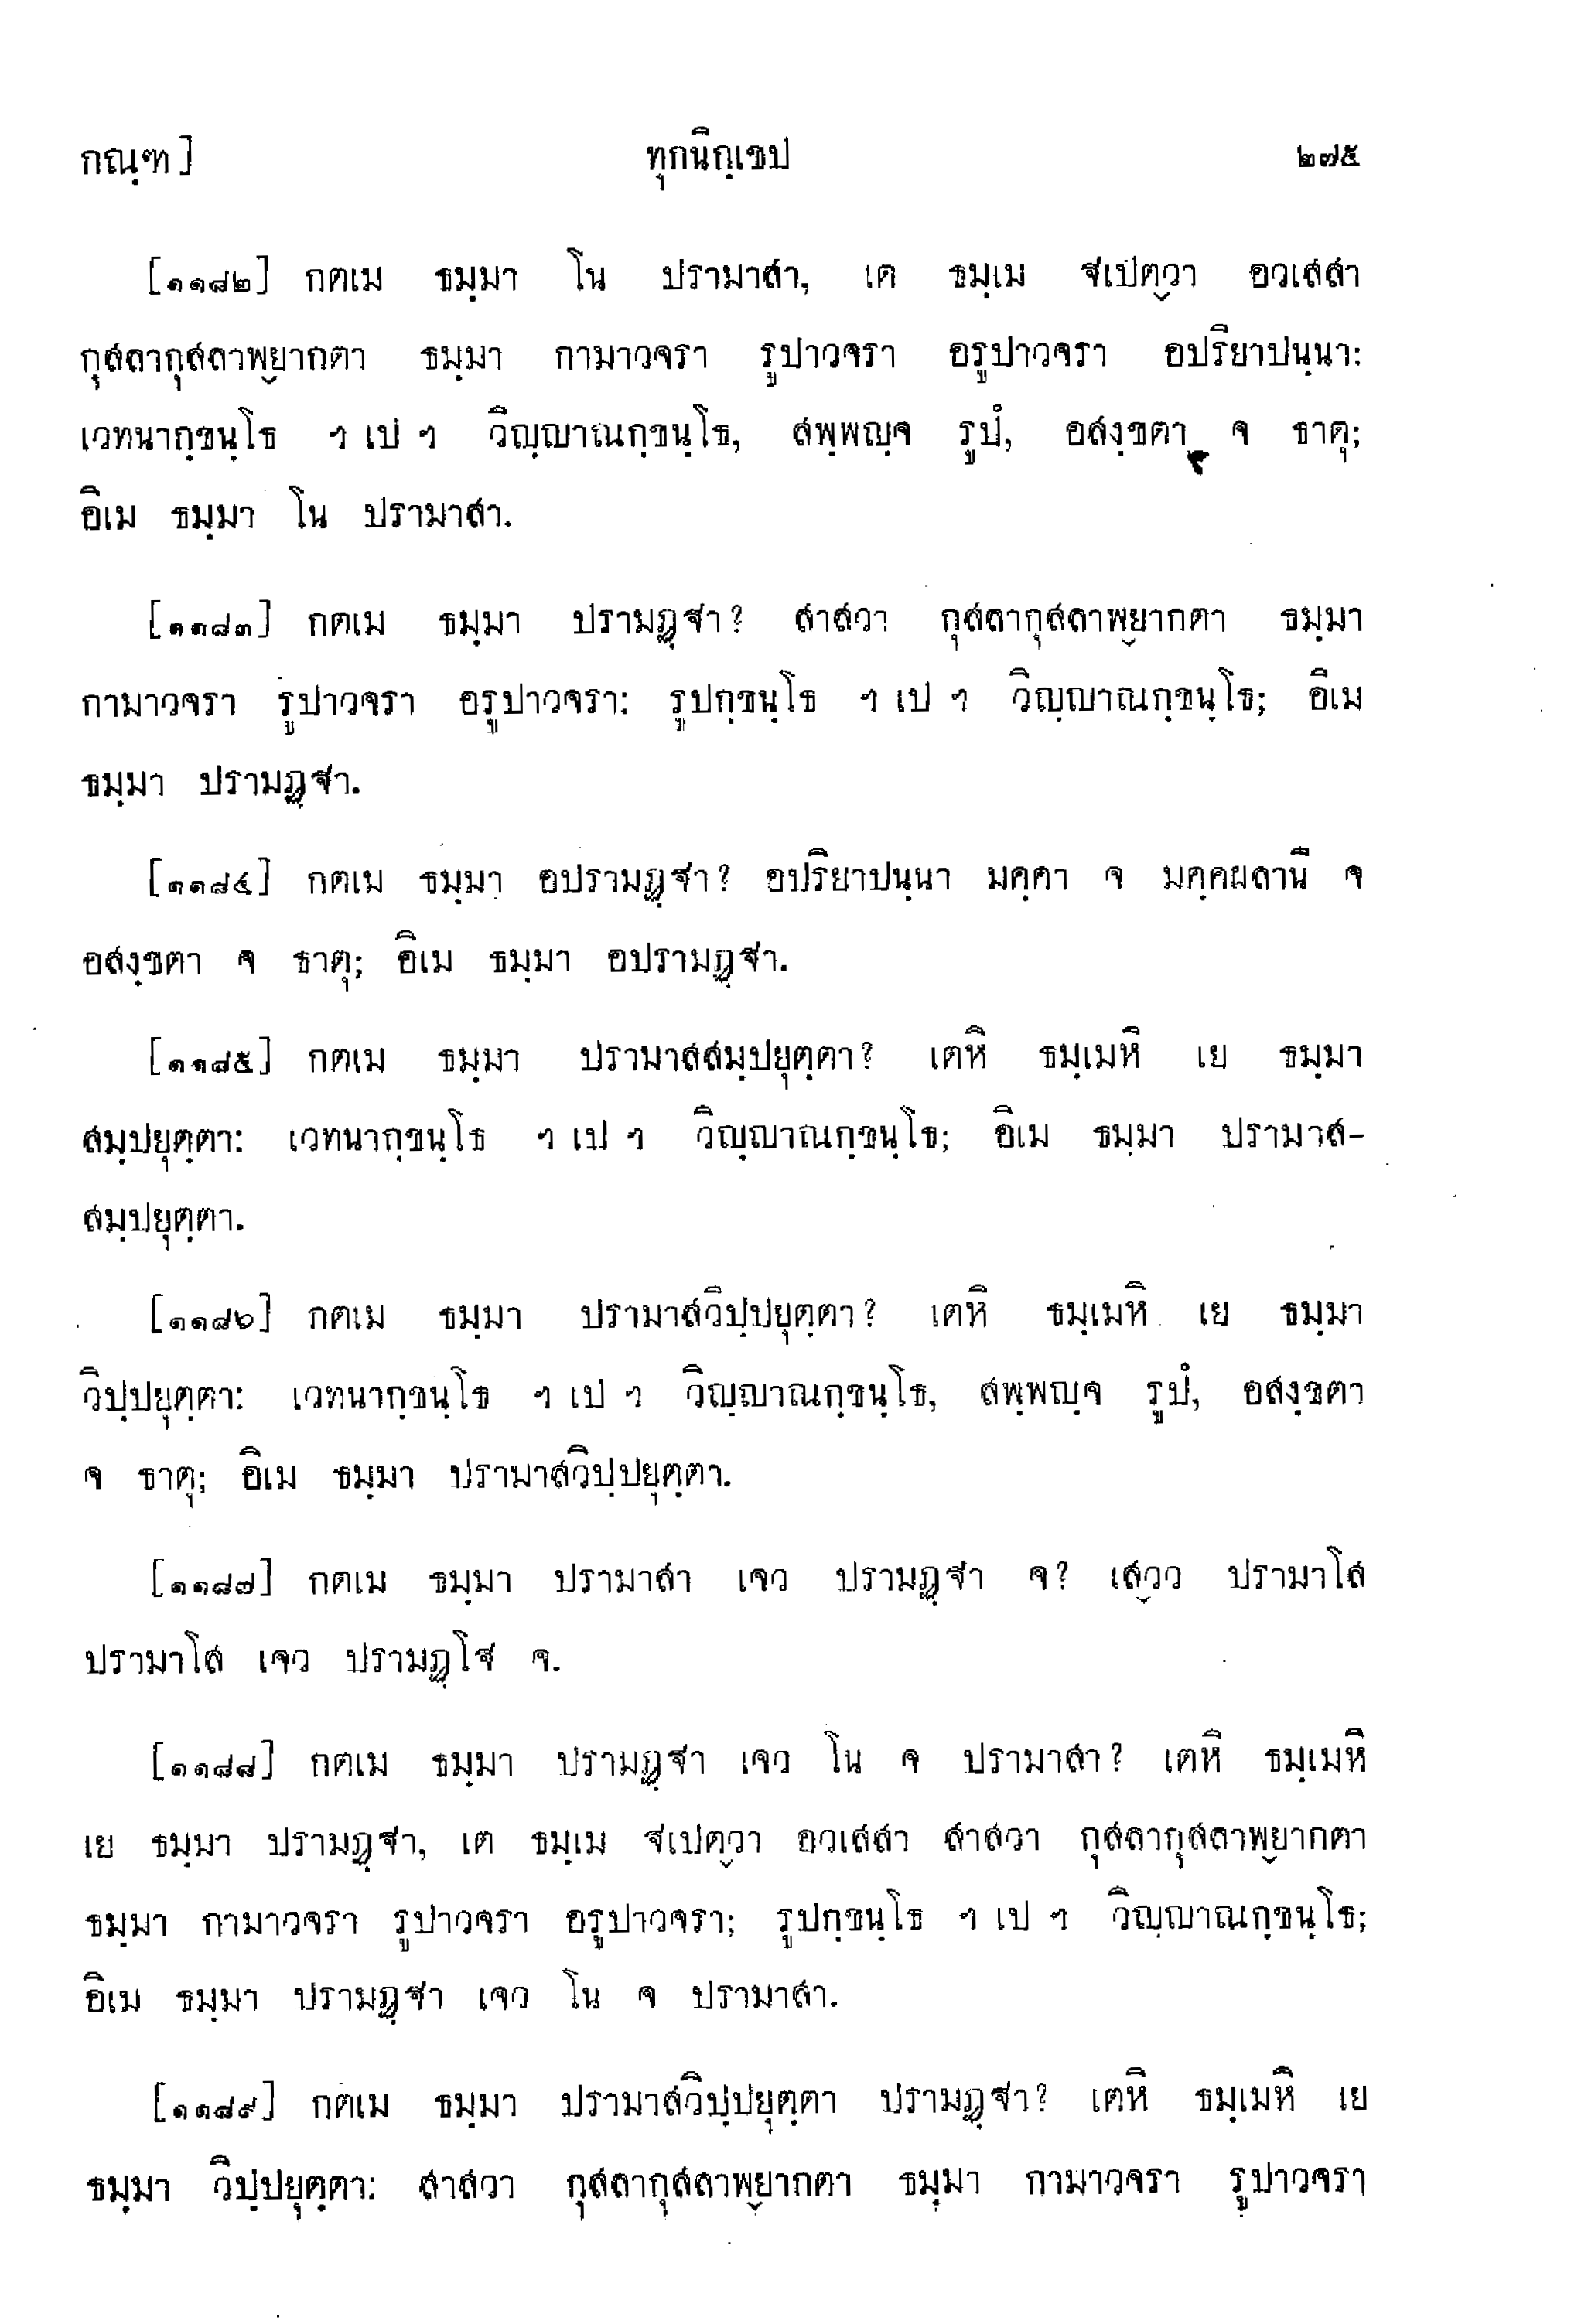 กณฺฑ] ทุกนิกฺเขป ๒๗๕
[๑๑๘๒] กตเม ธมฺมา โน ปรามาสา, เต ธมฺเม ฐเปตฺวา อวเสสา
กุสลากุสลาพฺยากตา ธมฺมา กามาวจรา รูปาวจรา อรูปาวจรา อปริยาปนฺนา:
เวทนากฺขนฺโธ ฯ เป ฯ วิญฺญาณกฺขนฺโธ, สพฺพญฺจ รูปํ, อสงฺขตา จ ธาตุ;
อิเม ธมฺมา โน ปรามาสา.
[๑๑๘๓] กตเม ธมฺมา ปรามฏฺฐา? สาสวา กุสลากุสลาพฺยากตา ธมฺมา
กามาวจรา รูปาวจรา อรูปาวจรา: รูปกฺขนฺโธ ฯ เป ฯ วิญฺญาณกฺขนฺโธ; อิเม
ธมฺมา ปรามฏฺฐา.
[๑๑๘๔] กตเม ธมฺมา อปรามฏฺฐา? อปริยาปนฺนา มคฺคา จ มคฺคผลานิ จ
อสงฺขตา จ ธาตุ; อิเม ธมฺมา อปรามฏฺฐา.
[๑๑๘๕] กตเม ธมฺมา ปรามาสสมฺปยุตฺตา? เตหิ ธมฺเมหิ เย ธมฺมา
สมฺปยุตฺตา: เวทนากฺขนฺโธ ฯ เป ฯ วิญฺญาณกฺขนฺโธ; อิเม ธมฺมา ปรามาส-
สมฺปยุตฺตา.
[๑๑๘๖] กตเม ธมฺมา ปรามาสวิปฺปยุตฺตา? เตหิ ธมฺเมหิ เย ธมฺมา
วิปฺปยุตฺตา: เวทนากฺขนฺโธ ฯ เป ฯ วิญฺญาณกฺขนฺโธ, สพฺพญฺจ รูปํ, อสงฺขตา
จ ธาตุ; อิเม ธมฺมา ปรามาสวิปฺปยุตฺตา.
[๑๑๘๗] กตเม ธมฺมา ปรามาสา เจว ปรามฏฺฐา จ? เสฺวว ปรามาโส
ปรามาโส เจว ปรามฏฺโฐ จ.
[๑๑๘๘] กตเม ธมฺมา ปรามฏฺฐา เจว โน จ ปรามาสา? เตหิ ธมฺเมหิ
เย ธมฺมา ปรามฏฺฐา, เต ธมฺเม ฐเปตฺวา อวเสสา สาสวา กุสลากุสลาพฺยากตา
ธมฺมา กามาวจรา รูปาวจรา อรูปาวจรา; รูปกฺขนฺโธ ฯ เป ฯ วิญฺญาณกฺขนฺโธ;
อิเม ธมฺมา ปรามฏฺฐา เจว โน จ ปรามาสา.
[๑๑๘๙] กตเม ธมฺมา ปรามาสวิปฺปยุตฺตา ปรามฏฺฐา? เตหิ ธมฺเมหิ เย
ธมฺมา วิปฺปยุตฺตา: สาสวา กุสลากุสลาพฺยากตา ธมฺมา กามาวจรา รูปาวจรา